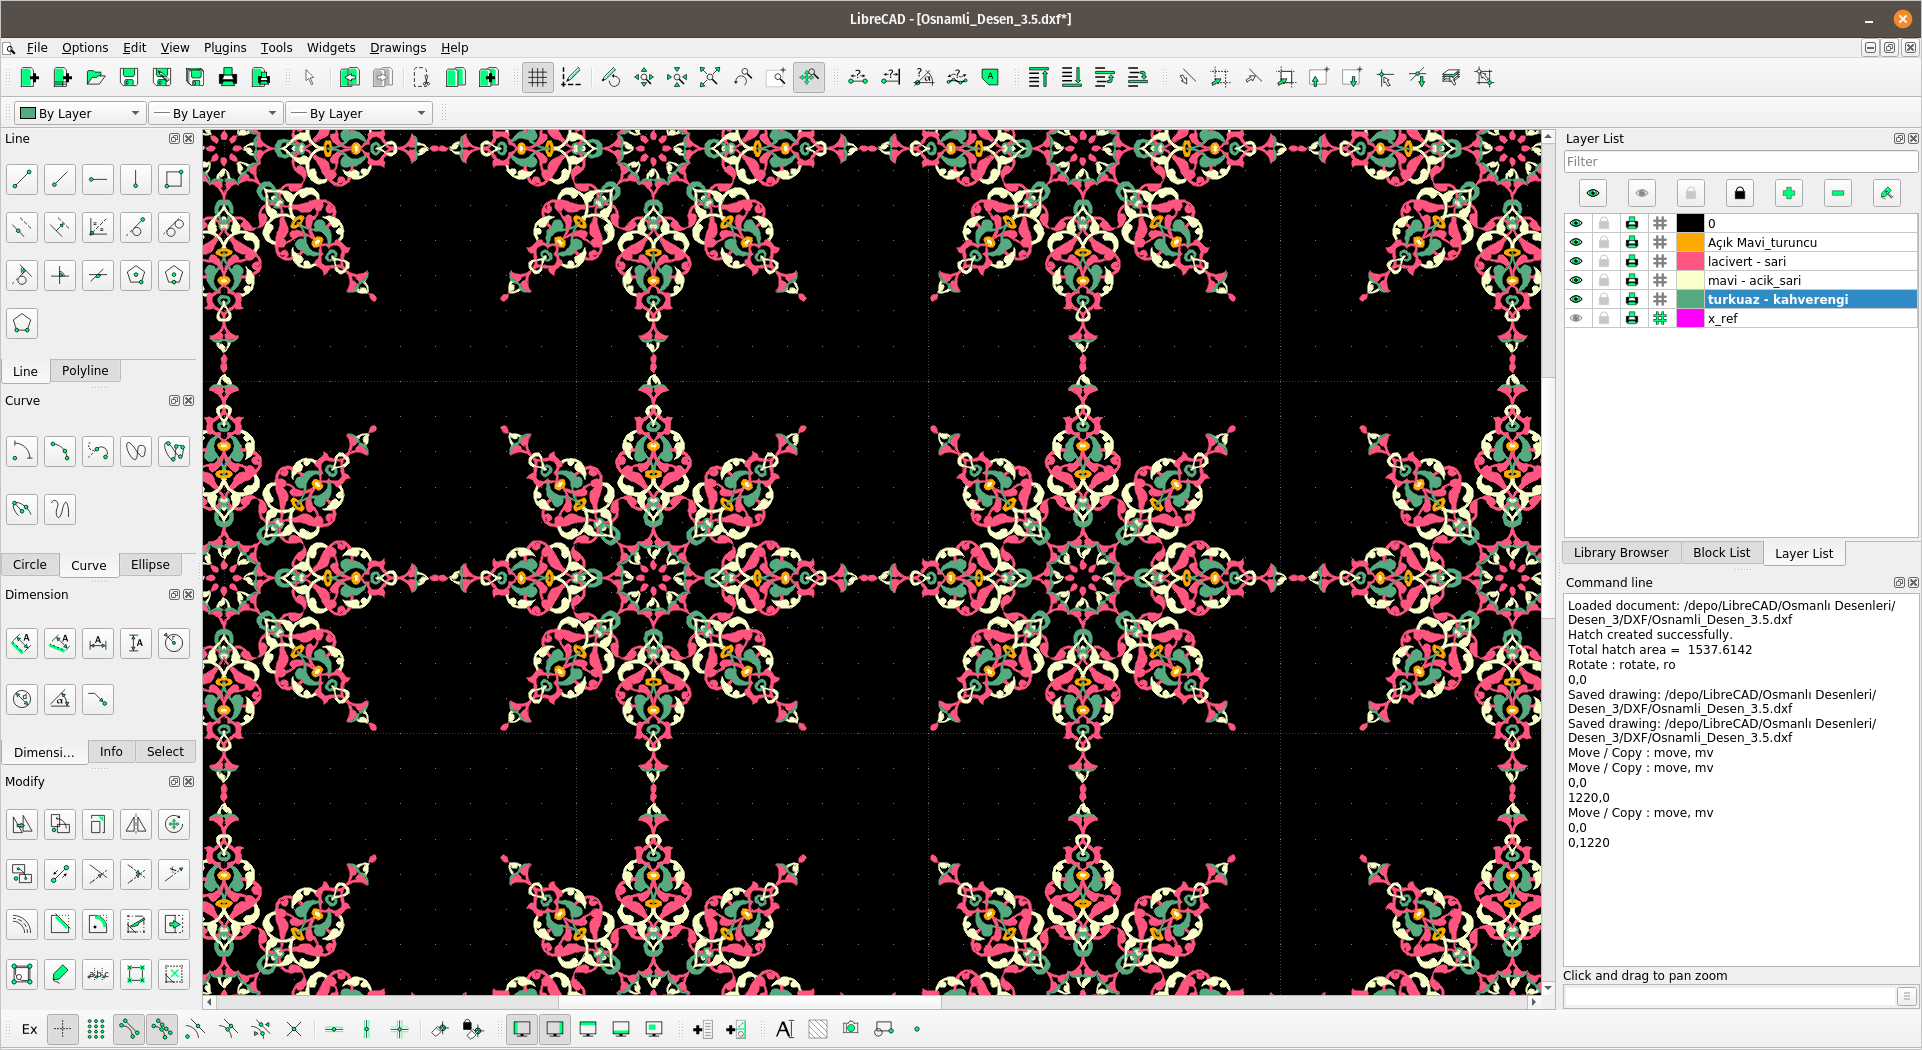 LibreCAD - [Osnamli_Desen_3.5.dxf*]
File Options Edit View Plugins Tools Widgets Drawings Help
By Layer By Layer By Layer
Line
Line Polyline
Curve
Circle Curve Ellipse
Dimension
Dimensi... Info Select
Modify
Ex
Layer List
Filter
0
Açık Mavi_turuncu
lacivert - sari
mavi - acik_sari
turkuaz - kahverengi
x_ref
Library Browser Block List Layer List
Command line
Loaded document: /depo/LibreCAD/Osmanlı Desenleri/
Desen_3/DXF/Osnamli_Desen_3.5.dxf
Hatch created successfully.
Total hatch area =  1537.6142
Rotate : rotate, ro
0,0
Saved drawing: /depo/LibreCAD/Osmanlı Desenleri/
Desen_3/DXF/Osnamli_Desen_3.5.dxf
Saved drawing: /depo/LibreCAD/Osmanlı Desenleri/
Desen_3/DXF/Osnamli_Desen_3.5.dxf
Move / Copy : move, mv
Move / Copy : move, mv
0,0
1220,0
Move / Copy : move, mv
0,0
0,1220
Click and drag to pan zoom